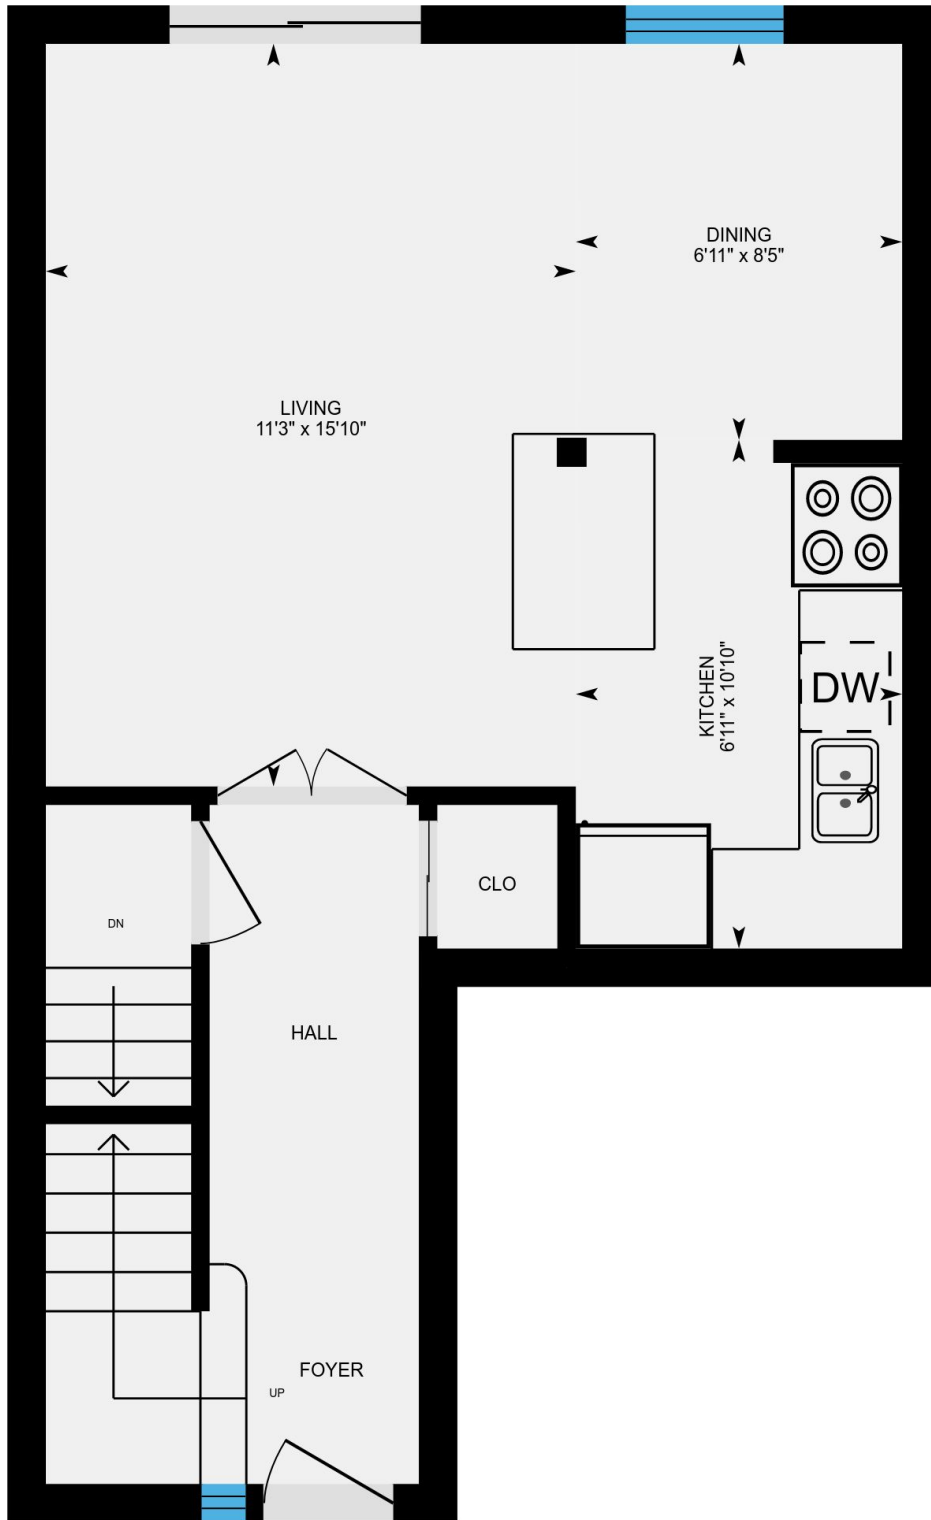 DINING
6'11" x 8'5"
LIVING
11'3" x 15'10"
KITCHEN
6'11" x 10'10"
DW
CLO
DN
HALL
FOYER
UP